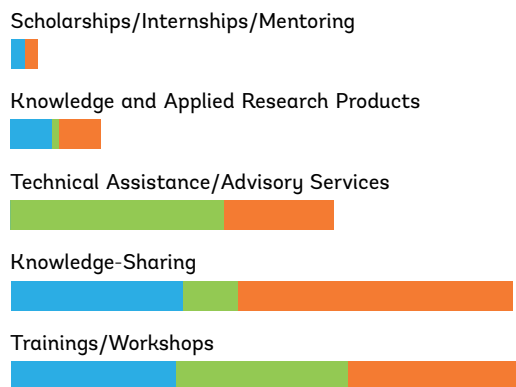 Scholarships/Internships/Mentoring
Knowledge and Applied Research Products
Technical Assistance/Advisory Services
Knowledge-Sharing
Trainings/Workshops